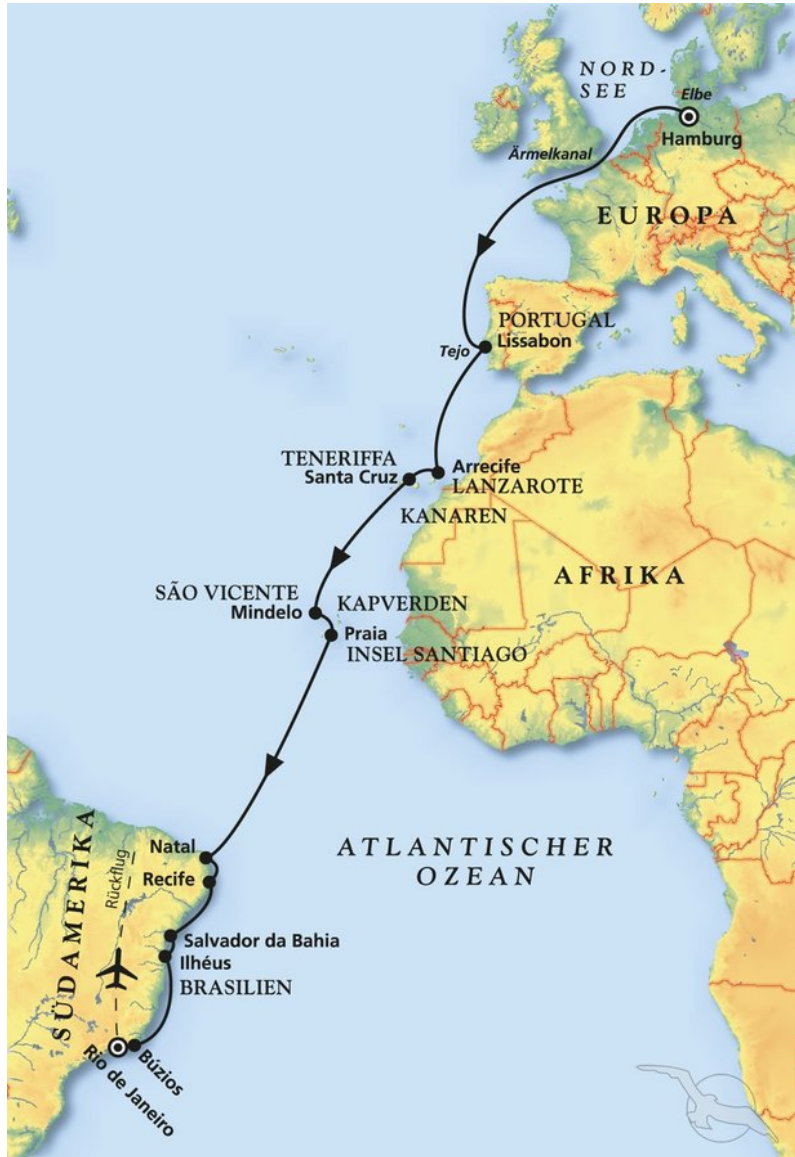 NORD-
SEE
Elbe
Hamburg
Ärmelkanal
EUROPA
PORTUGAL
Lissabon
Tejo
TENERIFFA
Santa Cruz
Arrecife
LANZAROTE
KANAREN
AFRIKA
SÃO VICENTE
Mindelo
KAPVERDEN
Praia
INSEL SANTIAGO
ATLANTISCHER
OZEAN
Natal
Recife
Rückflug
SÜDAMERIKA
Salvador da Bahia
Ilhéus
BRASILIEN
Búzios
Rio de Janeiro